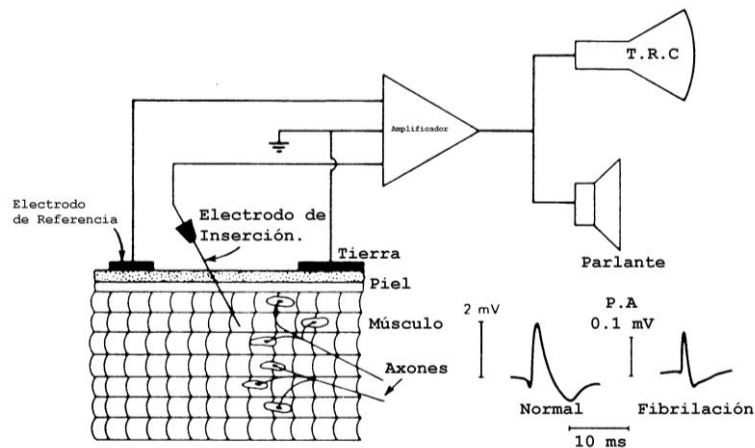 T.R.C
Amplificador
Electrodo
de Referencia
Electrodo de
Inserción.
Tierra
Parlante
Piel
Músculo
Axones
2 mV
P.A
0.1 mV
Normal
Fibrilación
10 ms